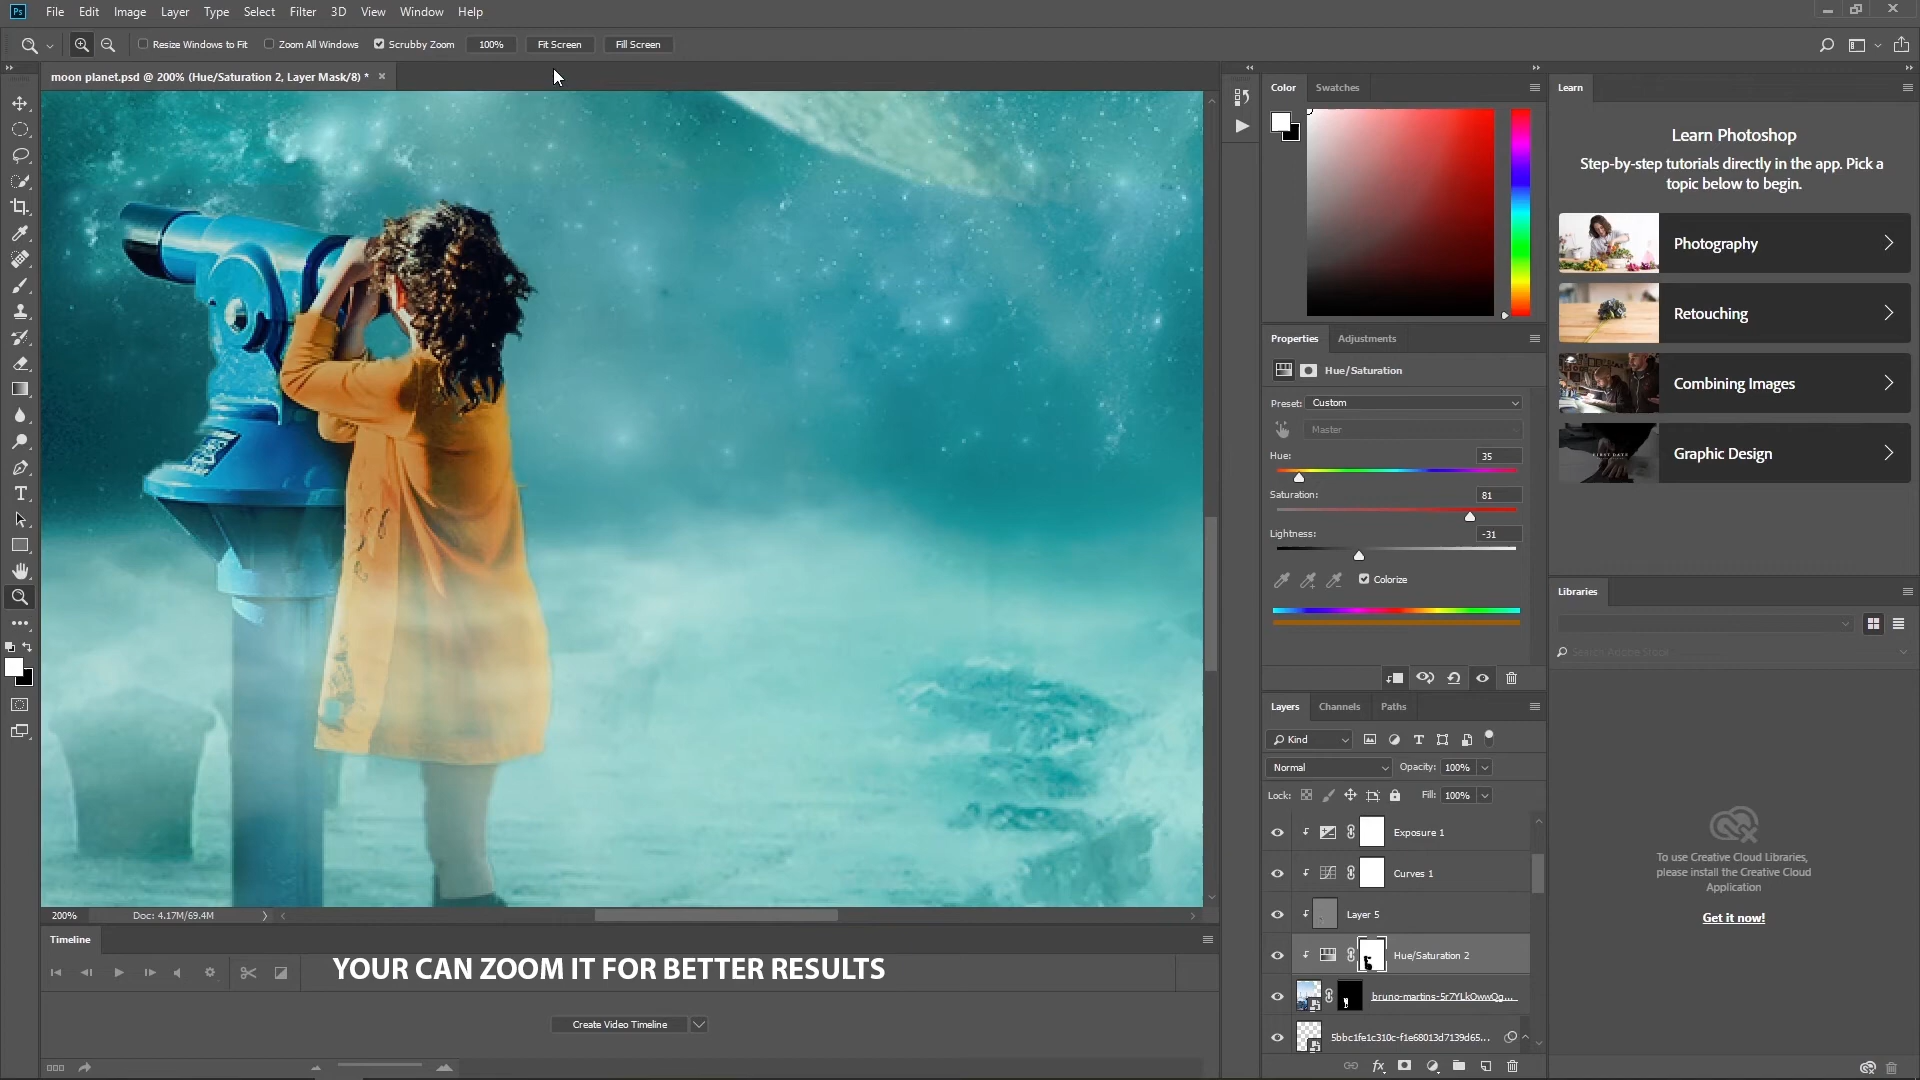 Ps File Edit Image Layer Type Select Filter 3D View Window Help
Resize Windows to Fit Zoom All Windows Scrubby Zoom 100% Fit Screen Fill Screen
moon planet.psd @ 200% (Hue/Saturation 2, Layer Mask/8) * ×
Color Swatches
Learn
Learn Photoshop
Step-by-step tutorials directly in the app. Pick a
topic below to begin.
Photography
Retouching
Combining Images
Graphic Design
Properties Adjustments
Hue/Saturation
Preset: Custom
Master
Hue: 35
Saturation: 81
Lightness: -31
Colorize
Libraries
Search Adobe Stock
To use Creative Cloud Libraries,
please install the Creative Cloud
Application
Get it now!
Layers Channels Paths
Kind
Normal Opacity: 100%
Lock: Fill: 100%
Exposure 1
Curves 1
Layer 5
Hue/Saturation 2
bruno-martins-5r7YLkOwwQg...
5bbc1fe1c310c-f1e68013d7139d65...
fx
200% Doc: 4.17M/69.4M
Timeline
YOUR CAN ZOOM IT FOR BETTER RESULTS
Create Video Timeline